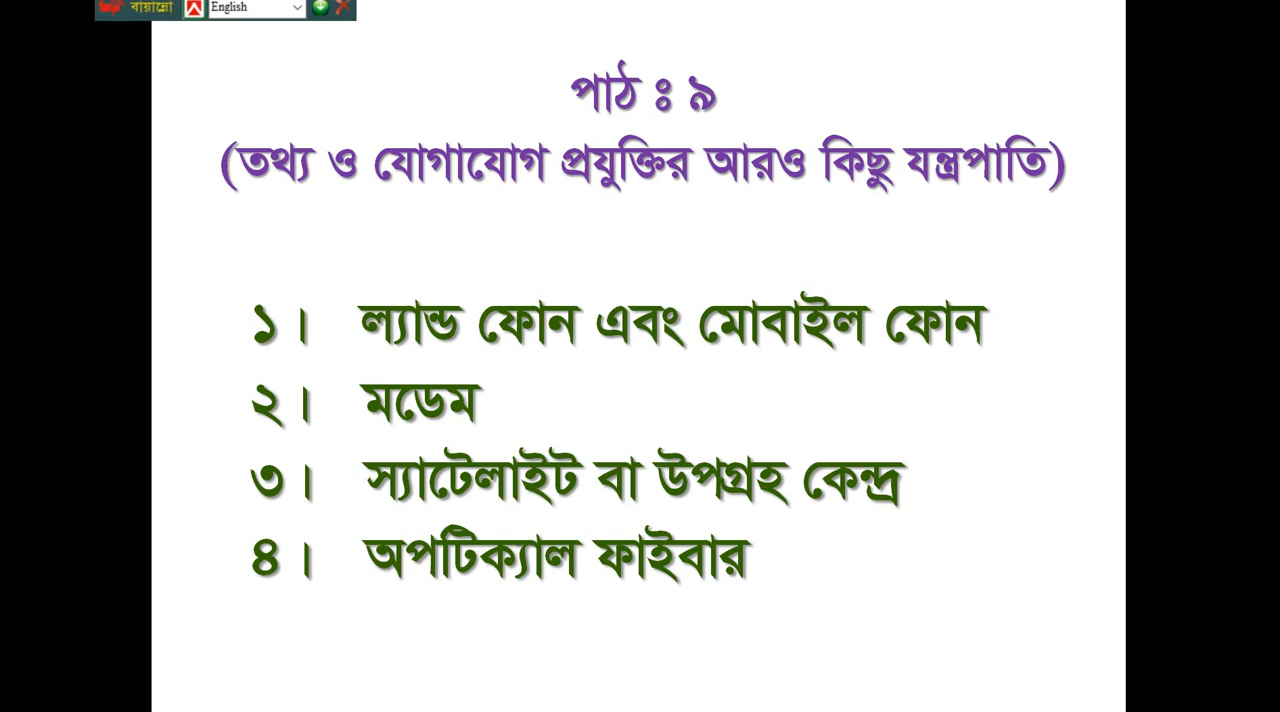 বায়ান্নো English
পাঠ ঃ ৯
(তথ্য ও যোগাযোগ প্রযুক্তির আরও কিছু যন্ত্রপাতি)
১। ল্যান্ড ফোন এবং মোবাইল ফোন
২। মডেম
৩। স্যাটেলাইট বা উপগ্রহ কেন্দ্র
৪। অপটিক্যাল ফাইবার